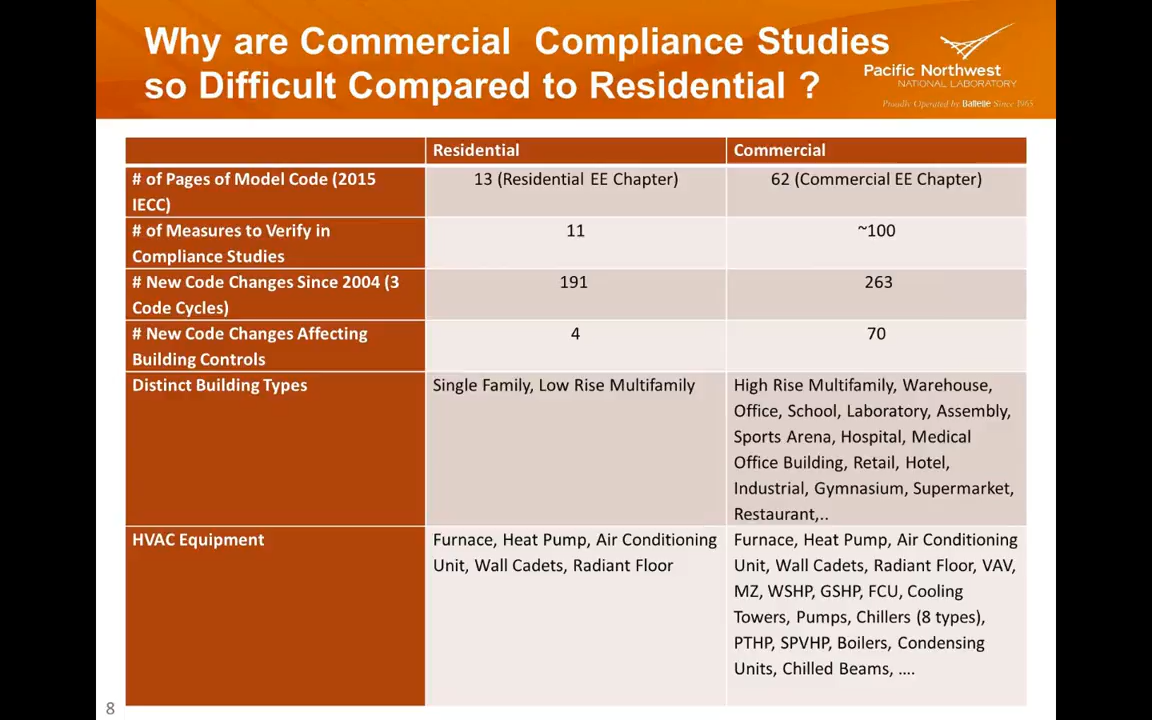 Why are Commercial Compliance Studies
so Difficult Compared to Residential ?
Pacific Northwest
NATIONAL LABORATORY
Proudly Operated by Battelle Since 1965
Residential
Commercial
# of Pages of Model Code (2015
IECC)
13 (Residential EE Chapter)
62 (Commercial EE Chapter)
# of Measures to Verify in
Compliance Studies
11
~100
# New Code Changes Since 2004 (3
Code Cycles)
191
263
# New Code Changes Affecting
Building Controls
4
70
Distinct Building Types
Single Family, Low Rise Multifamily
High Rise Multifamily, Warehouse,
Office, School, Laboratory, Assembly,
Sports Arena, Hospital, Medical
Office Building, Retail, Hotel,
Industrial, Gymnasium, Supermarket,
Restaurant,..
HVAC Equipment
Furnace, Heat Pump, Air Conditioning
Unit, Wall Cadets, Radiant Floor
Furnace, Heat Pump, Air Conditioning
Unit, Wall Cadets, Radiant Floor, VAV,
MZ, WSHP, GSHP, FCU, Cooling
Towers, Pumps, Chillers (8 types),
PTHP, SPVHP, Boilers, Condensing
Units, Chilled Beams, ....
8